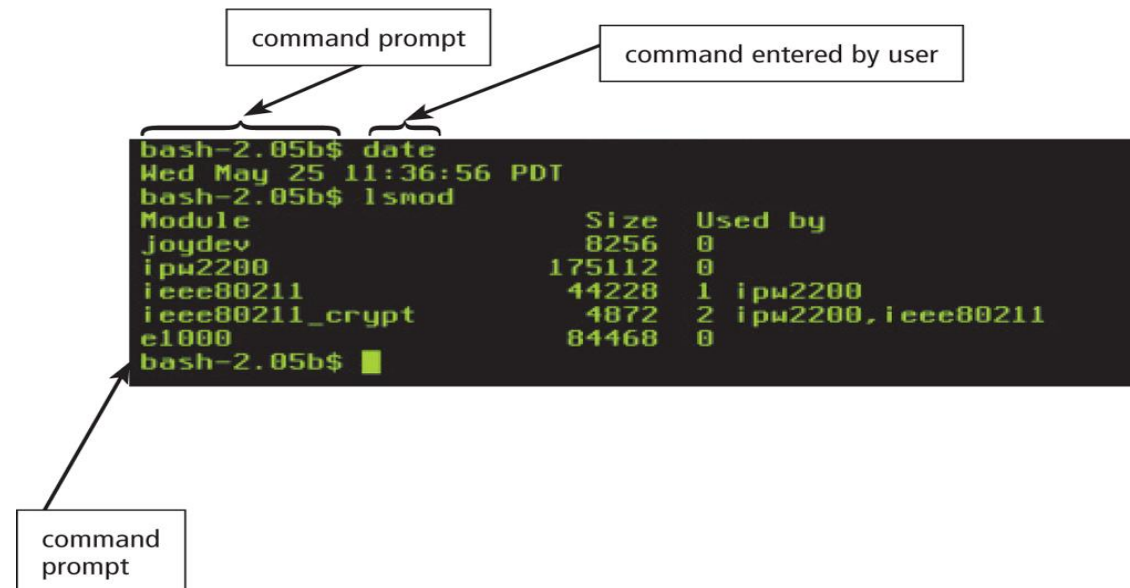 command prompt
command entered by user
bash-2.05b$ date
Wed May 25 11:36:56 PDT
bash-2.05b$ lsmod
Module Size Used by
joydev 8256 0
ipw2200 175112 0
ieee80211 44228 1 ipw2200
ieee80211_crypt 4872 2 ipw2200,ieee80211
e1000 84468 0
bash-2.05b$
command
prompt